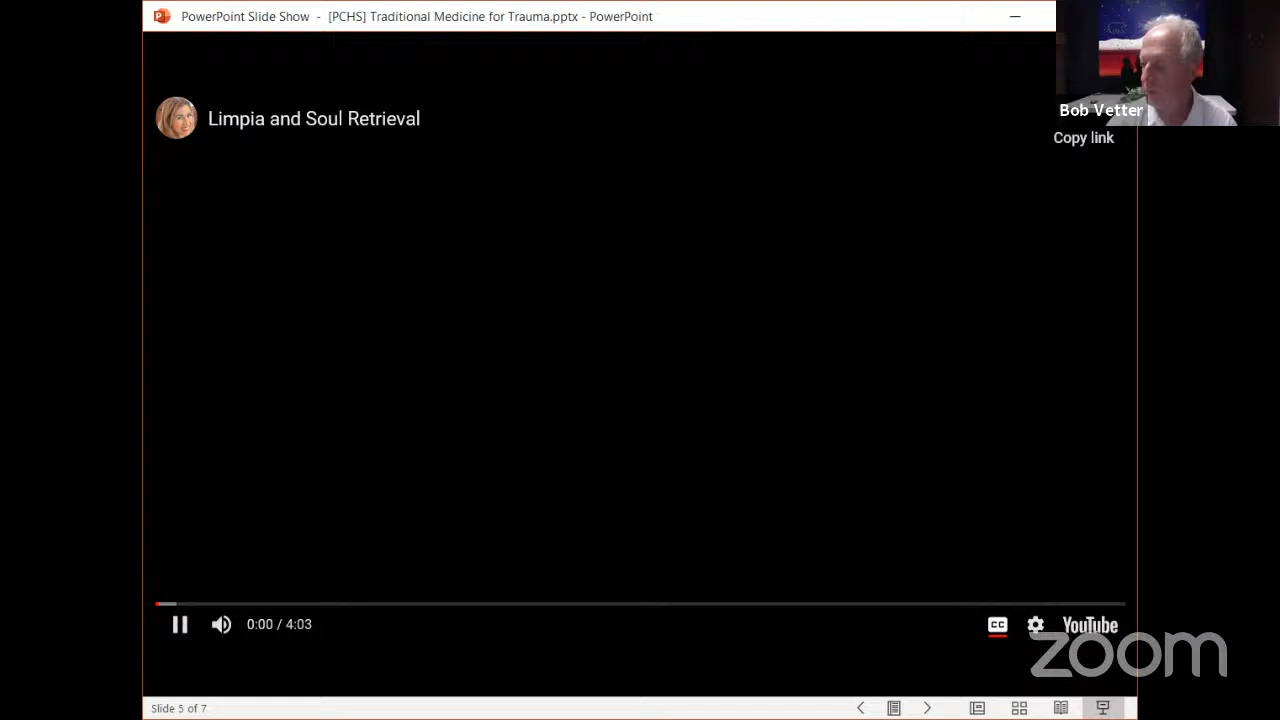 PowerPoint Slide Show - [PCHS] Traditional Medicine for Trauma.pptx - PowerPoint
Bob Vetter
Limpia and Soul Retrieval
Copy link
0:00 / 4:03
CC
YouTube
zoom
Slide 5 of 7